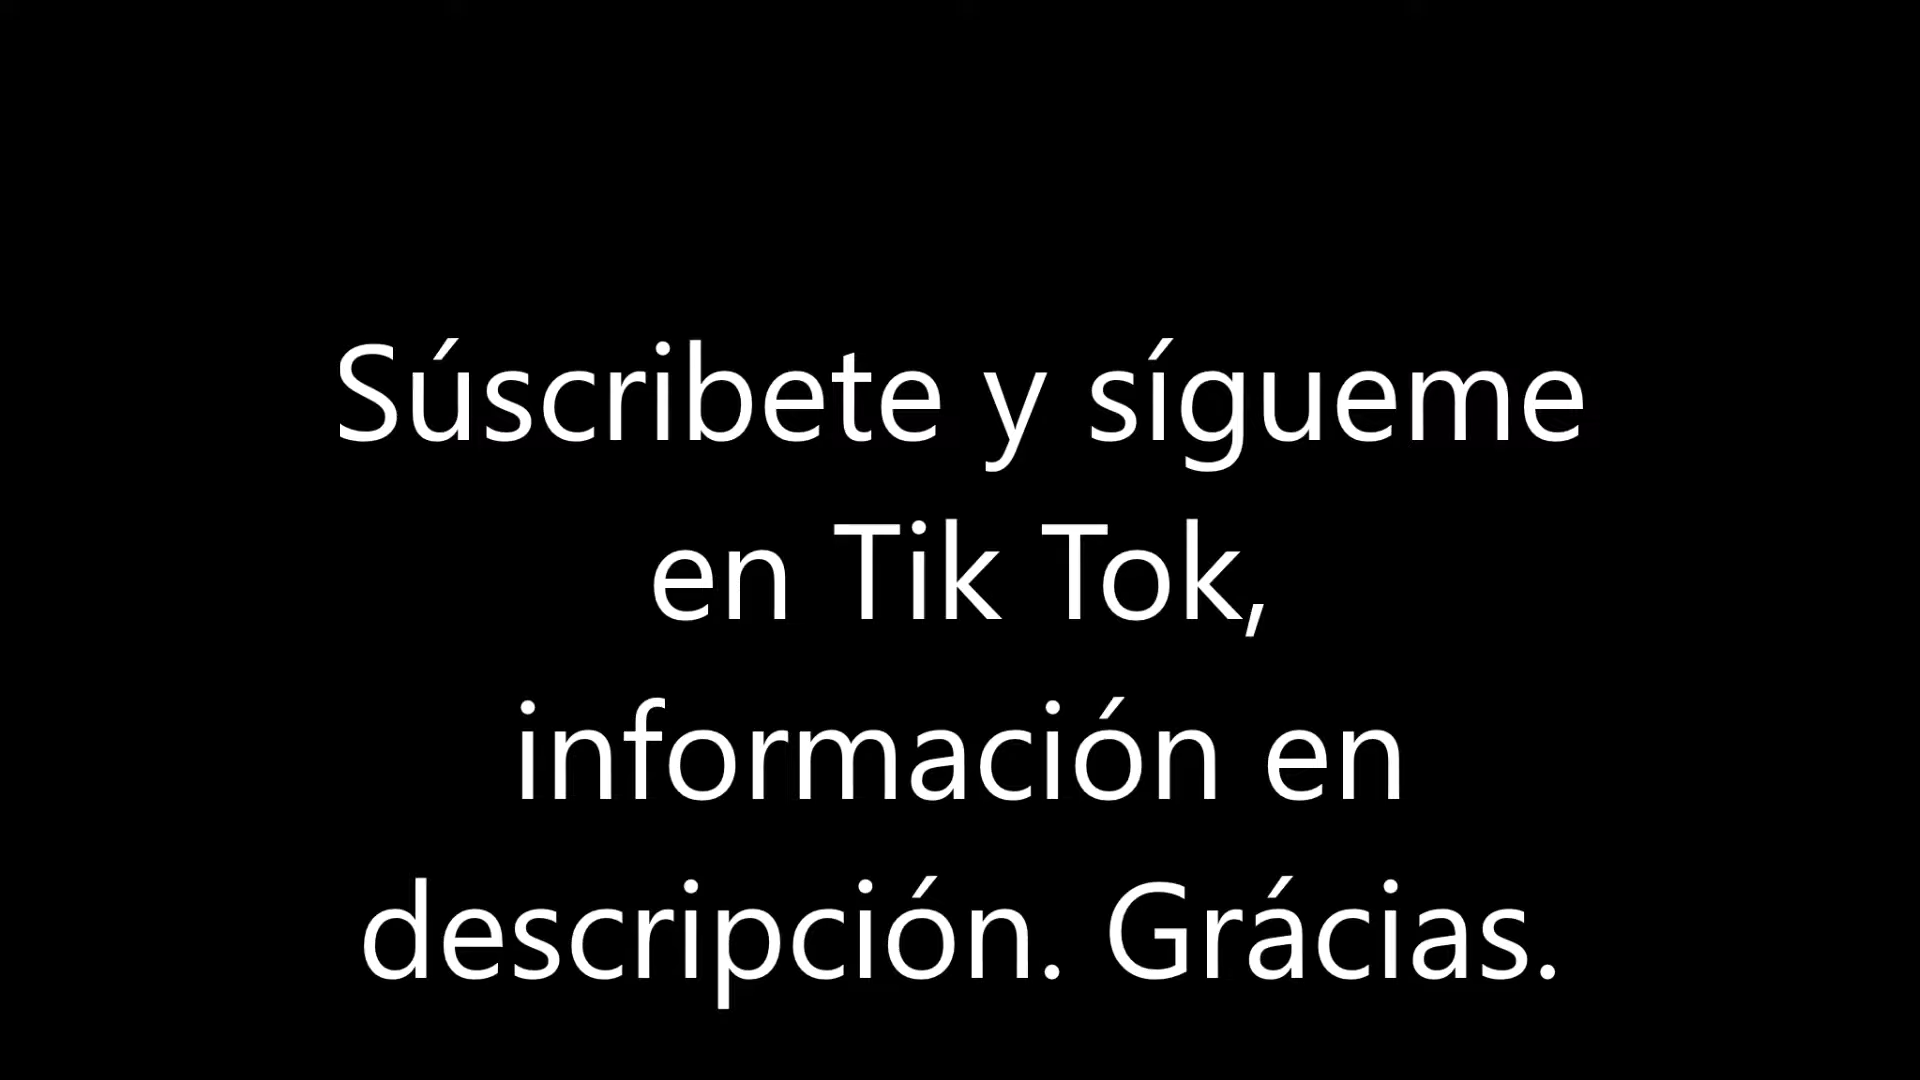 Súscribete y sígueme
en Tik Tok,
información en
descripción. Grácias.